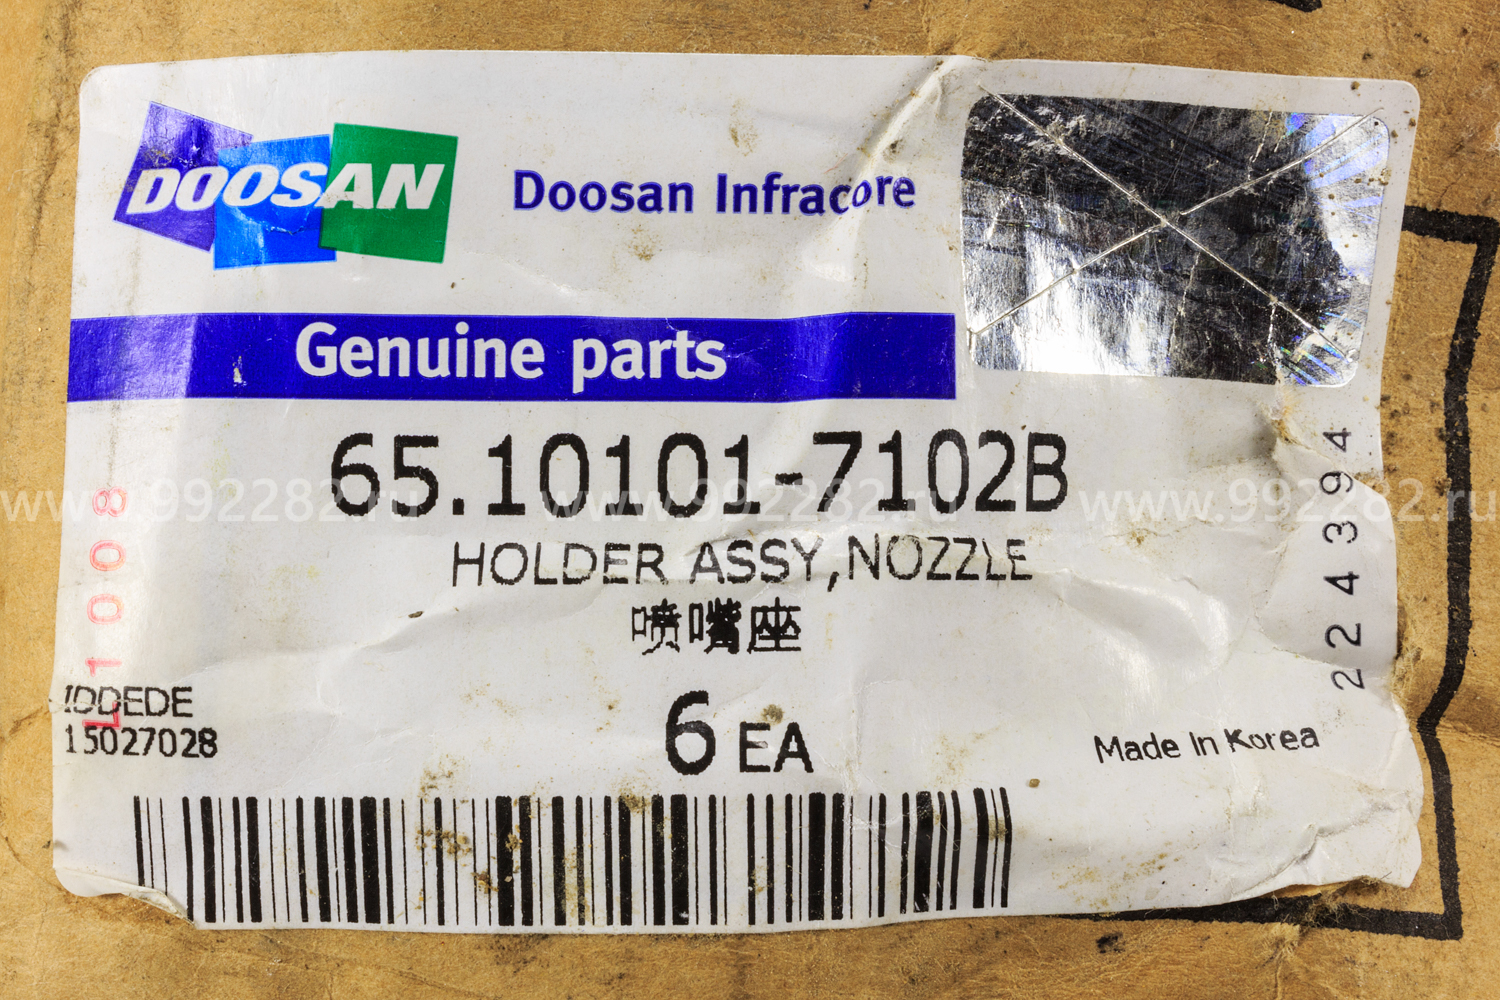 DOOSAN
Doosan Infracore
Genuine parts
65.10101-7102B
HOLDER ASSY,NOZZLE
喷嘴座
6 EA
IDDEDE
15027028
Made In Korea
L1008
224394
www.992282.ru
www.992282.ru
www.992282.ru